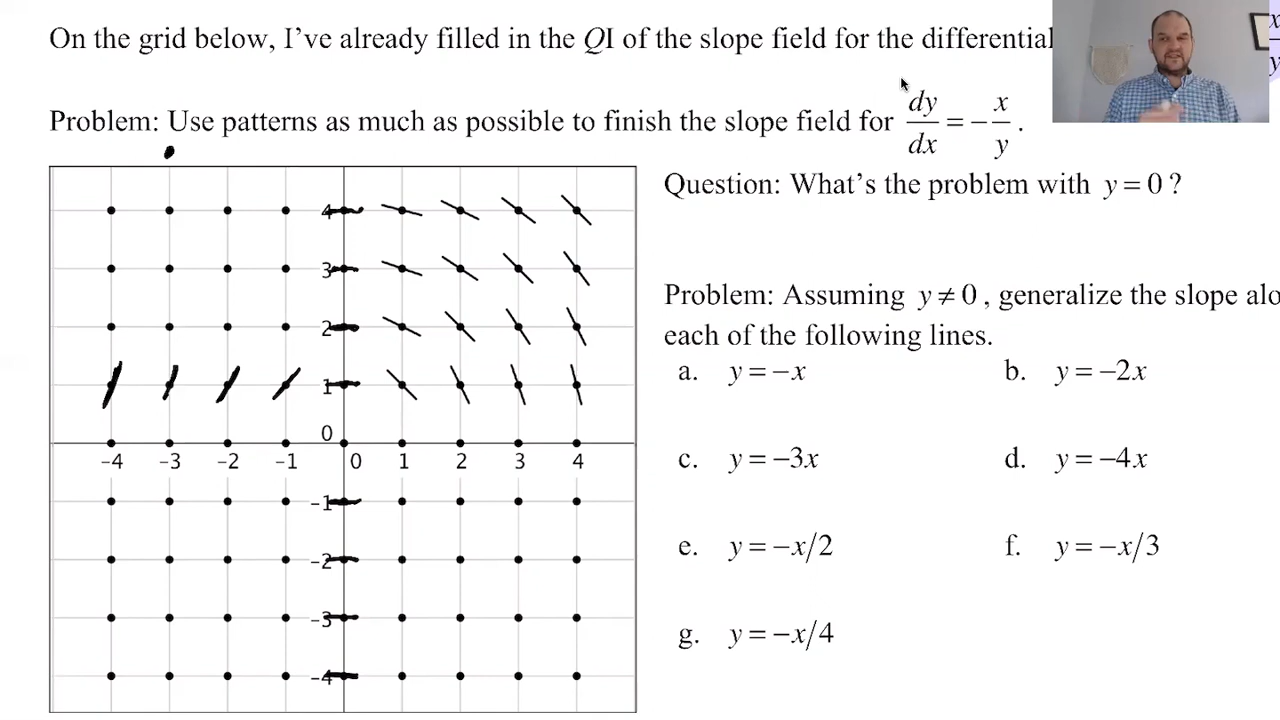 On the grid below, I've already filled in the QI of the slope field for the differential
x
y
Problem: Use patterns as much as possible to finish the slope field for dy/dx = −x/y.
Question: What's the problem with y = 0 ?
Problem: Assuming y ≠ 0 , generalize the slope alo
each of the following lines.
a. y = −x
b. y = −2x
c. y = −3x
d. y = −4x
e. y = −x/2
f. y = −x/3
g. y = −x/4
4
3
2
1
0
−4 −3 −2 −1 0 1 2 3 4
−1
−2
−3
−4